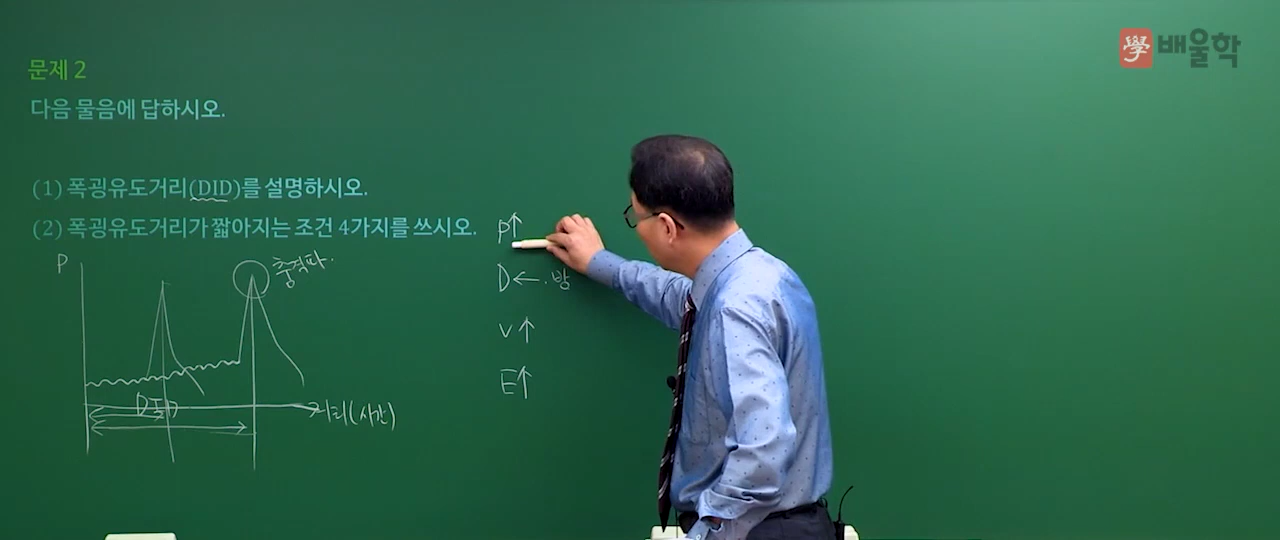 學 배울학
문제 2
다음 물음에 답하시오.
(1) 폭굉유도거리(DID)를 설명하시오.
(2) 폭굉유도거리가 짧아지는 조건 4가지를 쓰시오.
P↑
P
충격파.
D← . 방
V↑
E↑
DID
거리(시간)